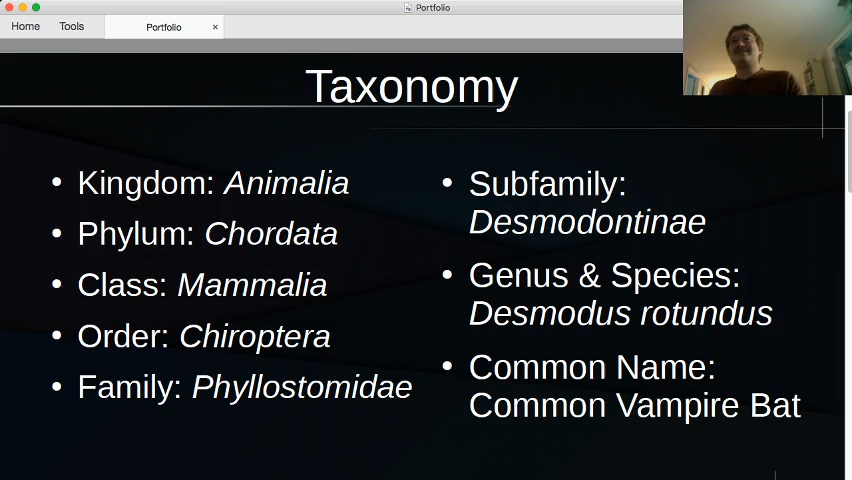 Portfolio
Home Tools Portfolio ×
Taxonomy
• Kingdom: Animalia
• Phylum: Chordata
• Class: Mammalia
• Order: Chiroptera
• Family: Phyllostomidae
• Subfamily:
Desmodontinae
• Genus & Species:
Desmodus rotundus
• Common Name:
Common Vampire Bat